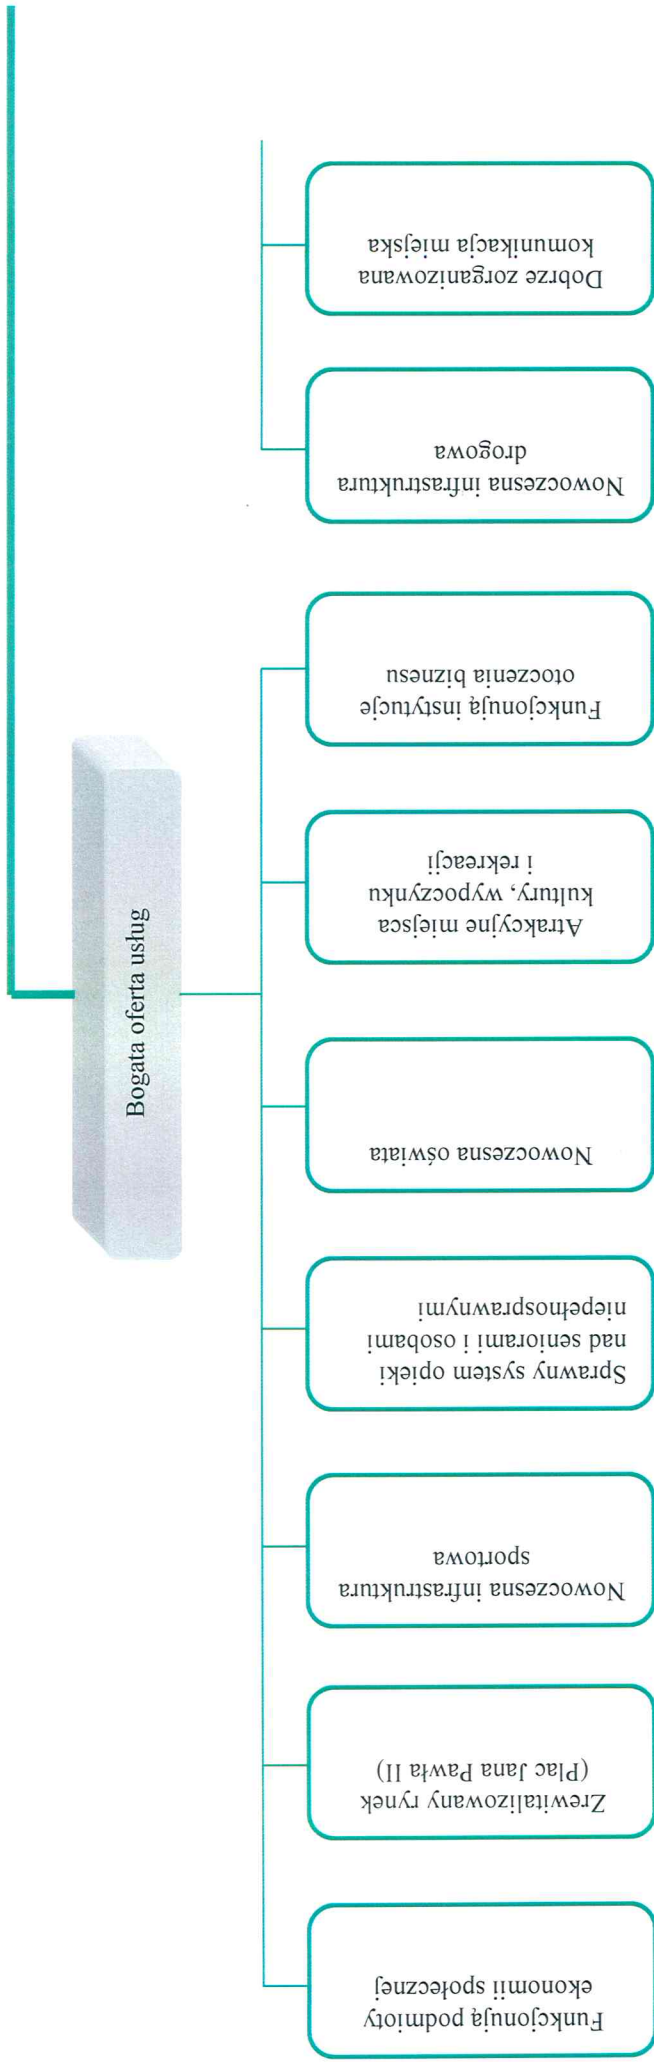 Bogata oferta usług
Funkcjonują podmioty
ekonomii społecznej
Zrewitalizowany rynek
(Plac Jana Pawła II)
Nowoczesna infrastruktura
sportowa
Sprawny system opieki
nad seniorami i osobami
niepełnosprawnymi
Nowoczesna oświata
Atrakcyjne miejsca
kultury, wypoczynku
i rekreacji
Funkcjonują instytucje
otoczenia biznesu
Nowoczesna infrastruktura
drogowa
Dobrze zorganizowana
komunikacja miejska